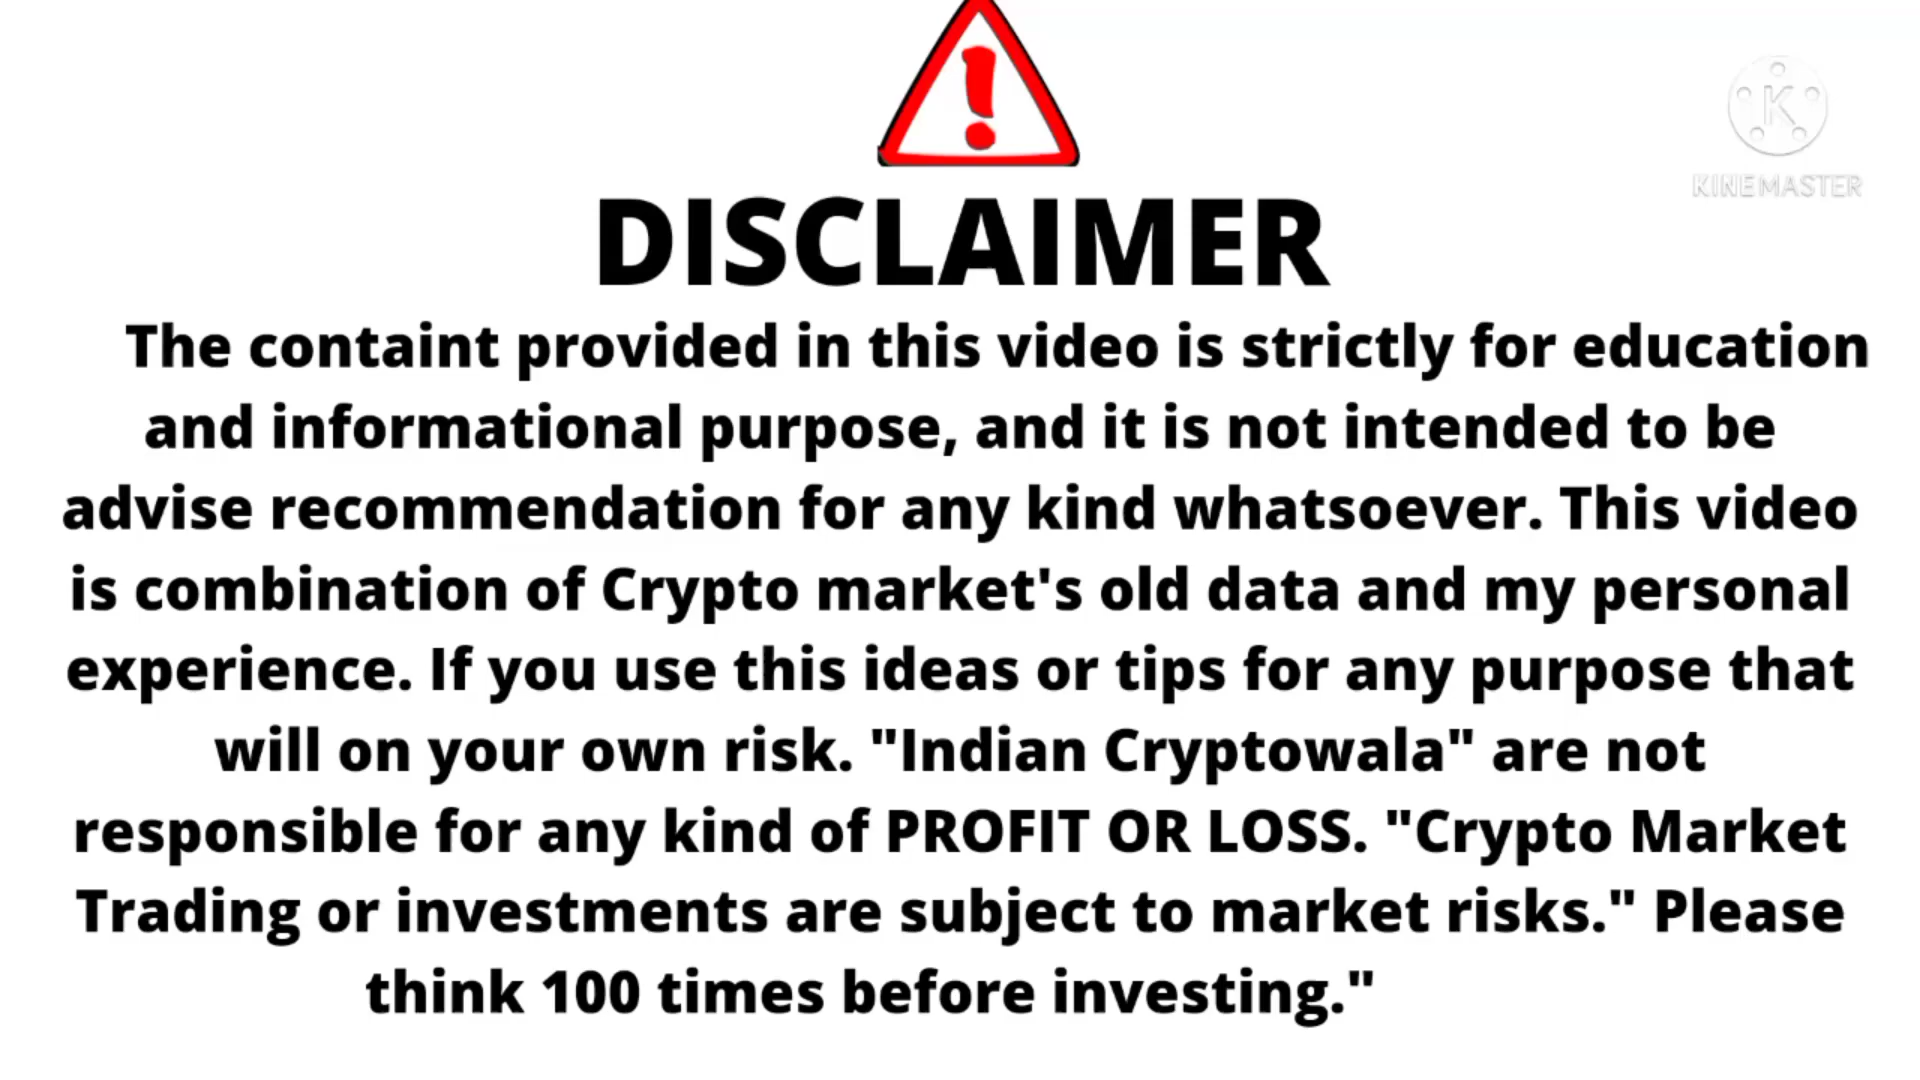 K
KINEMASTER
DISCLAIMER
The containt provided in this video is strictly for education
and informational purpose, and it is not intended to be
advise recommendation for any kind whatsoever. This video
is combination of Crypto market's old data and my personal
experience. If you use this ideas or tips for any purpose that
will on your own risk. "Indian Cryptowala" are not
responsible for any kind of PROFIT OR LOSS. "Crypto Market
Trading or investments are subject to market risks." Please
think 100 times before investing."